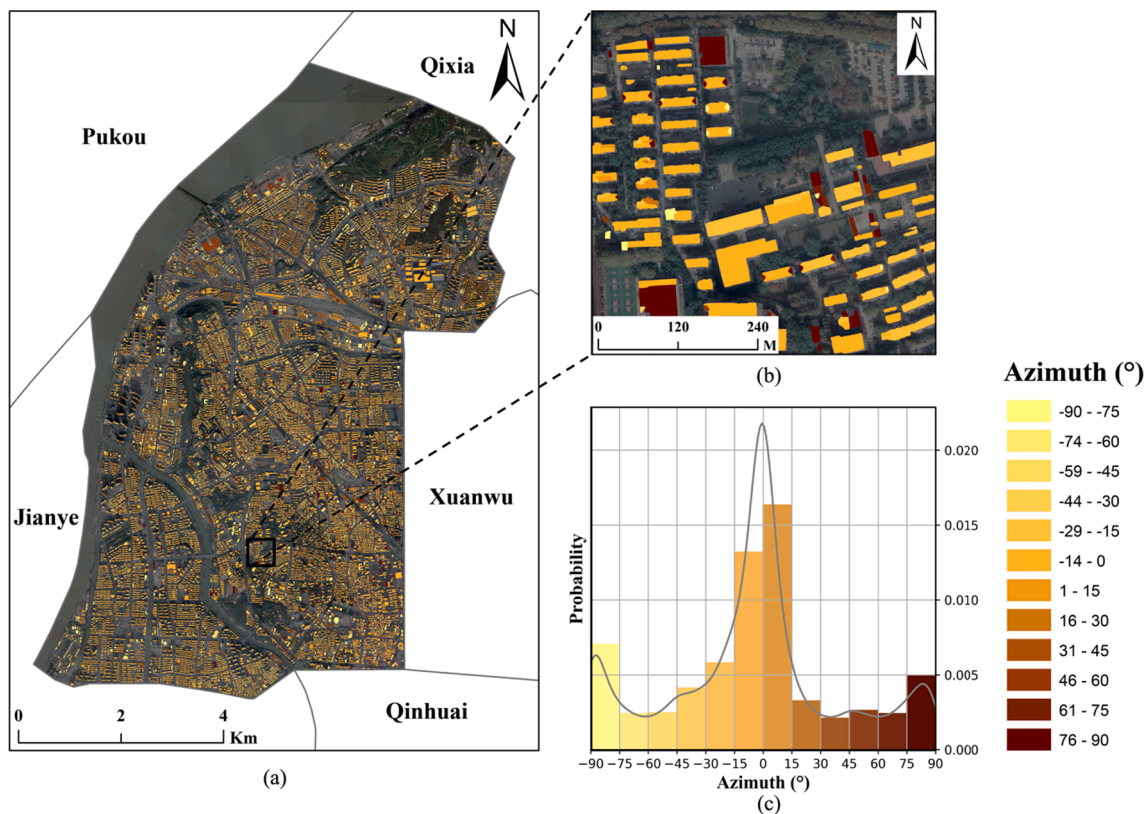 N
Qixia
Pukou
Jianye
Xuanwu
Qinhuai
0 2 4
Km
(a)
N
0 120 240
M
(b)
Azimuth (°)
-90 - -75
-74 - -60
-59 - -45
-44 - -30
-29 - -15
-14 - 0
1 - 15
16 - 30
31 - 45
46 - 60
61 - 75
76 - 90
Probability
0.020
0.015
0.010
0.005
0.000
−90 −75 −60 −45 −30 −15 0 15 30 45 60 75 90
Azimuth (°)
(c)